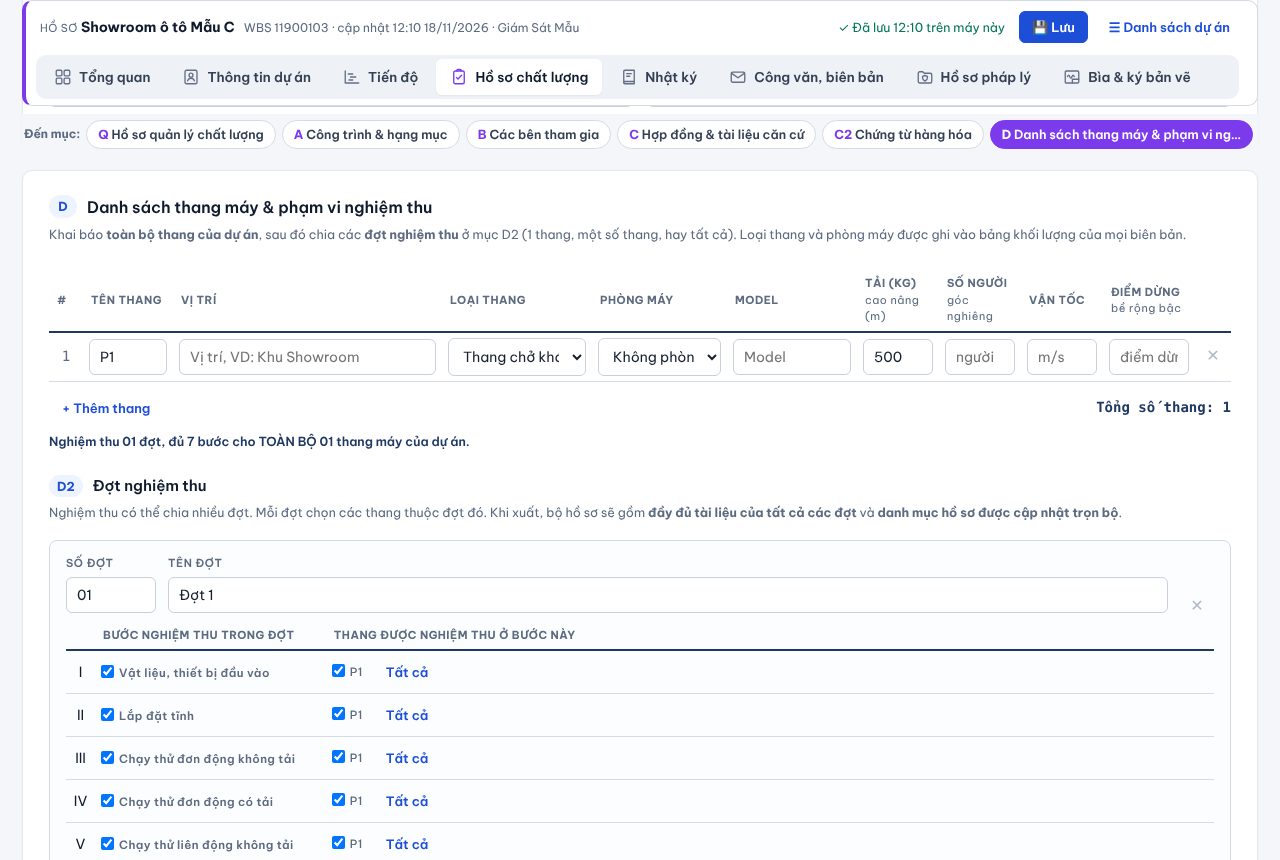 HỒ SƠ Showroom ô tô Mẫu C WBS 11900103 · cập nhật 12:10 18/11/2026 · Giám Sát Mẫu ✓ Đã lưu 12:10 trên máy này 💾 Lưu ☰ Danh sách dự án
Tổng quan Thông tin dự án Tiến độ Hồ sơ chất lượng Nhật ký Công văn, biên bản Hồ sơ pháp lý Bìa & ký bản vẽ
Đến mục: Q Hồ sơ quản lý chất lượng A Công trình & hạng mục B Các bên tham gia C Hợp đồng & tài liệu căn cứ C2 Chứng từ hàng hóa D Danh sách thang máy & phạm vi ng...
D Danh sách thang máy & phạm vi nghiệm thu
Khai báo toàn bộ thang của dự án, sau đó chia các đợt nghiệm thu ở mục D2 (1 thang, một số thang, hay tất cả). Loại thang và phòng máy được ghi vào bảng khối lượng của mọi biên bản.
# TÊN THANG VỊ TRÍ LOẠI THANG PHÒNG MÁY MODEL TẢI (KG) cao nâng (m) SỐ NGƯỜI góc nghiêng VẬN TỐC ĐIỂM DỪNG bề rộng bậc
1 P1 Vị trí, VD: Khu Showroom Thang chở khá Không phòn Model 500 người m/s điểm dừn ×
+ Thêm thang Tổng số thang: 1
Nghiệm thu 01 đợt, đủ 7 bước cho TOÀN BỘ 01 thang máy của dự án.
D2 Đợt nghiệm thu
Nghiệm thu có thể chia nhiều đợt. Mỗi đợt chọn các thang thuộc đợt đó. Khi xuất, bộ hồ sơ sẽ gồm đầy đủ tài liệu của tất cả các đợt và danh mục hồ sơ được cập nhật trọn bộ.
SỐ ĐỢT TÊN ĐỢT
01 Đợt 1 ×
BƯỚC NGHIỆM THU TRONG ĐỢT THANG ĐƯỢC NGHIỆM THU Ở BƯỚC NÀY
I Vật liệu, thiết bị đầu vào P1 Tất cả
II Lắp đặt tĩnh P1 Tất cả
III Chạy thử đơn động không tải P1 Tất cả
IV Chạy thử đơn động có tải P1 Tất cả
V Chạy thử liên động không tải P1 Tất cả